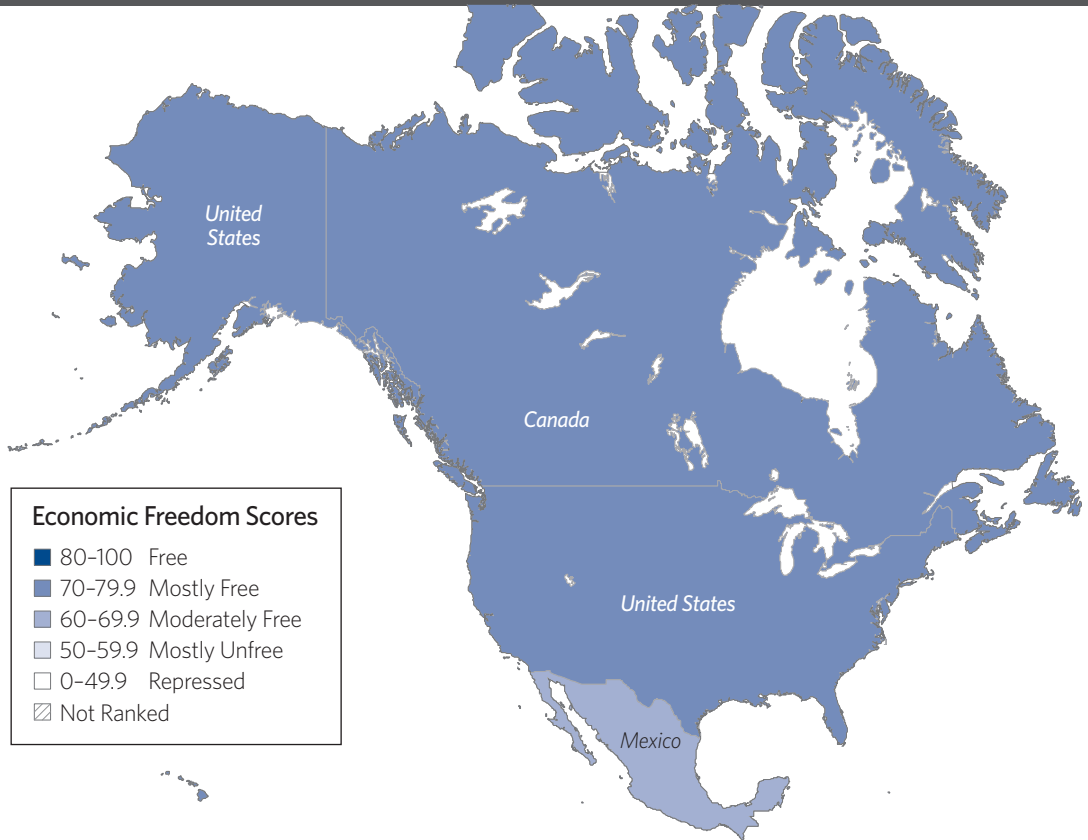 United
States
Canada
United States
Mexico
Economic Freedom Scores
80–100 Free
70–79.9 Mostly Free
60–69.9 Moderately Free
50–59.9 Mostly Unfree
0–49.9 Repressed
Not Ranked